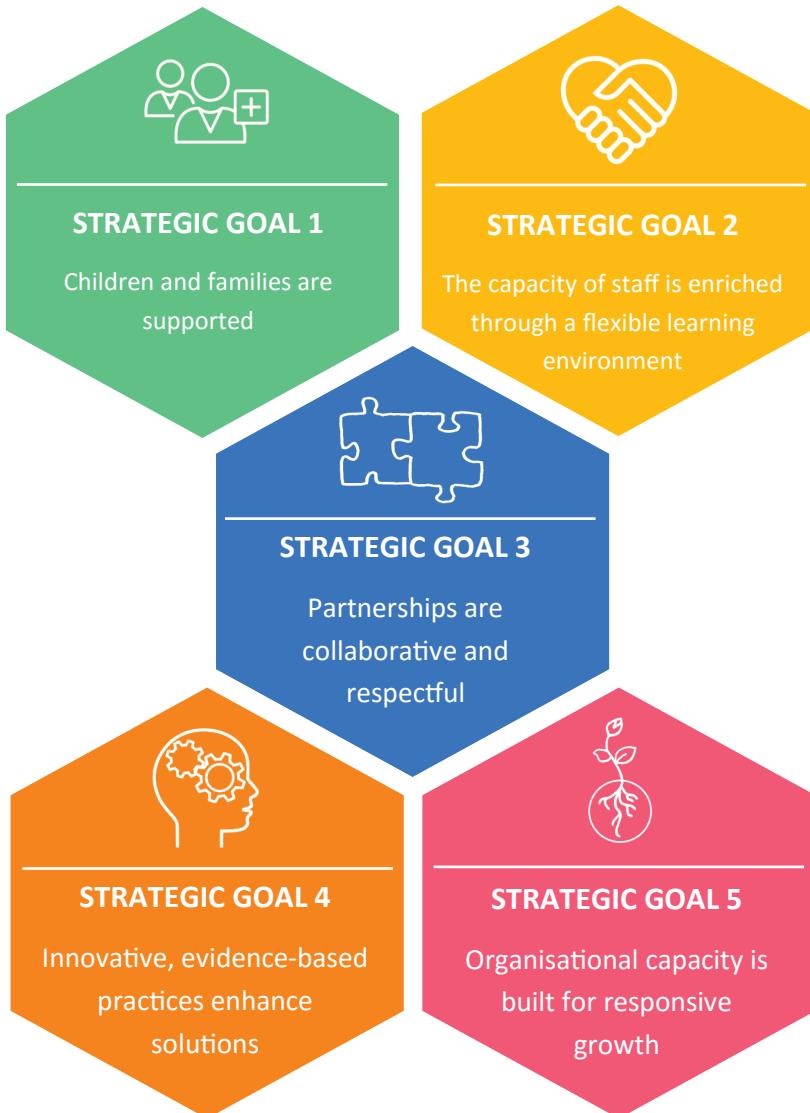 STRATEGIC GOAL 1
Children and families are
supported
STRATEGIC GOAL 2
The capacity of staff is enriched
through a flexible learning
environment
STRATEGIC GOAL 3
Partnerships are
collaborative and
respectful
STRATEGIC GOAL 4
Innovative, evidence-based
practices enhance
solutions
STRATEGIC GOAL 5
Organisational capacity is
built for responsive
growth